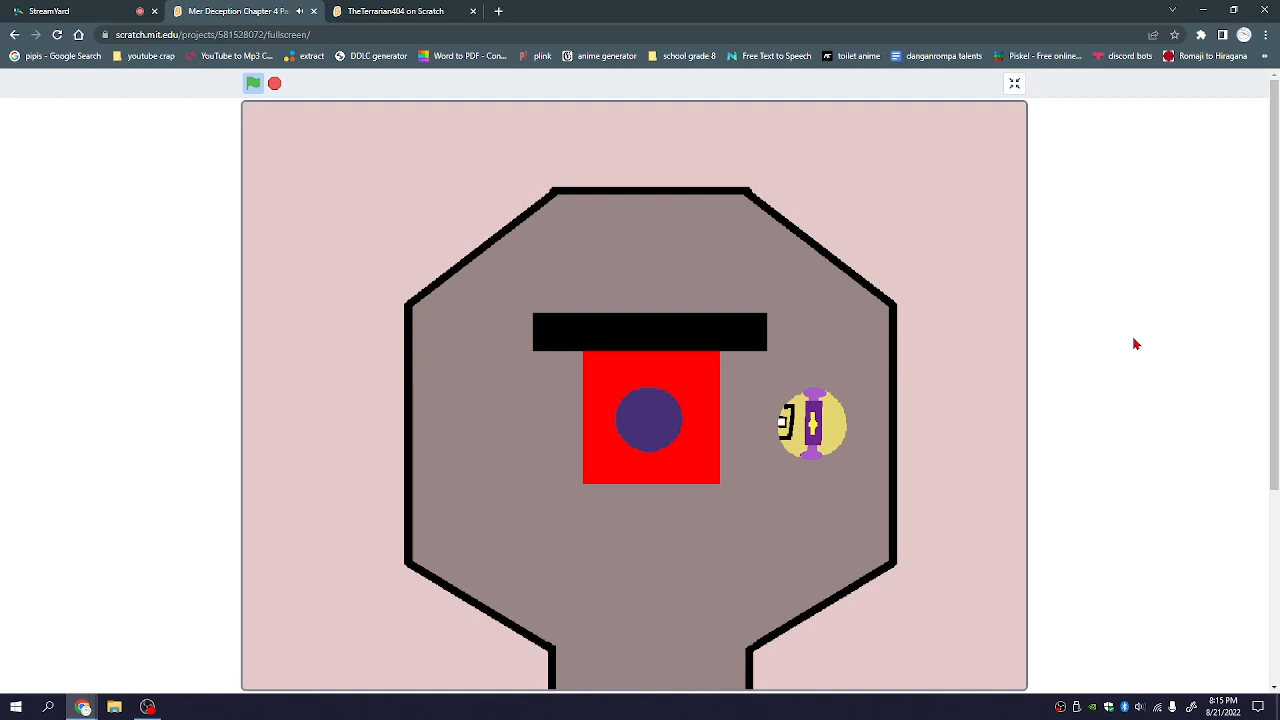 StreamYard
Mer Deception Chapter 4 Be
TheTerrarian404 on Scratch
scratch.mit.edu/projects/581528072/fullscreen/
pipis - Google Search
youtube crap
YouTube to Mp3 C...
extract
DDLC generator
Word to PDF - Con...
plink
anime generator
school grade 8
Free Text to Speech
toilet anime
danganrompa talents
Piskel - Free online...
discord bots
Romaji to Hiragana
8:15 PM
8/21/2022